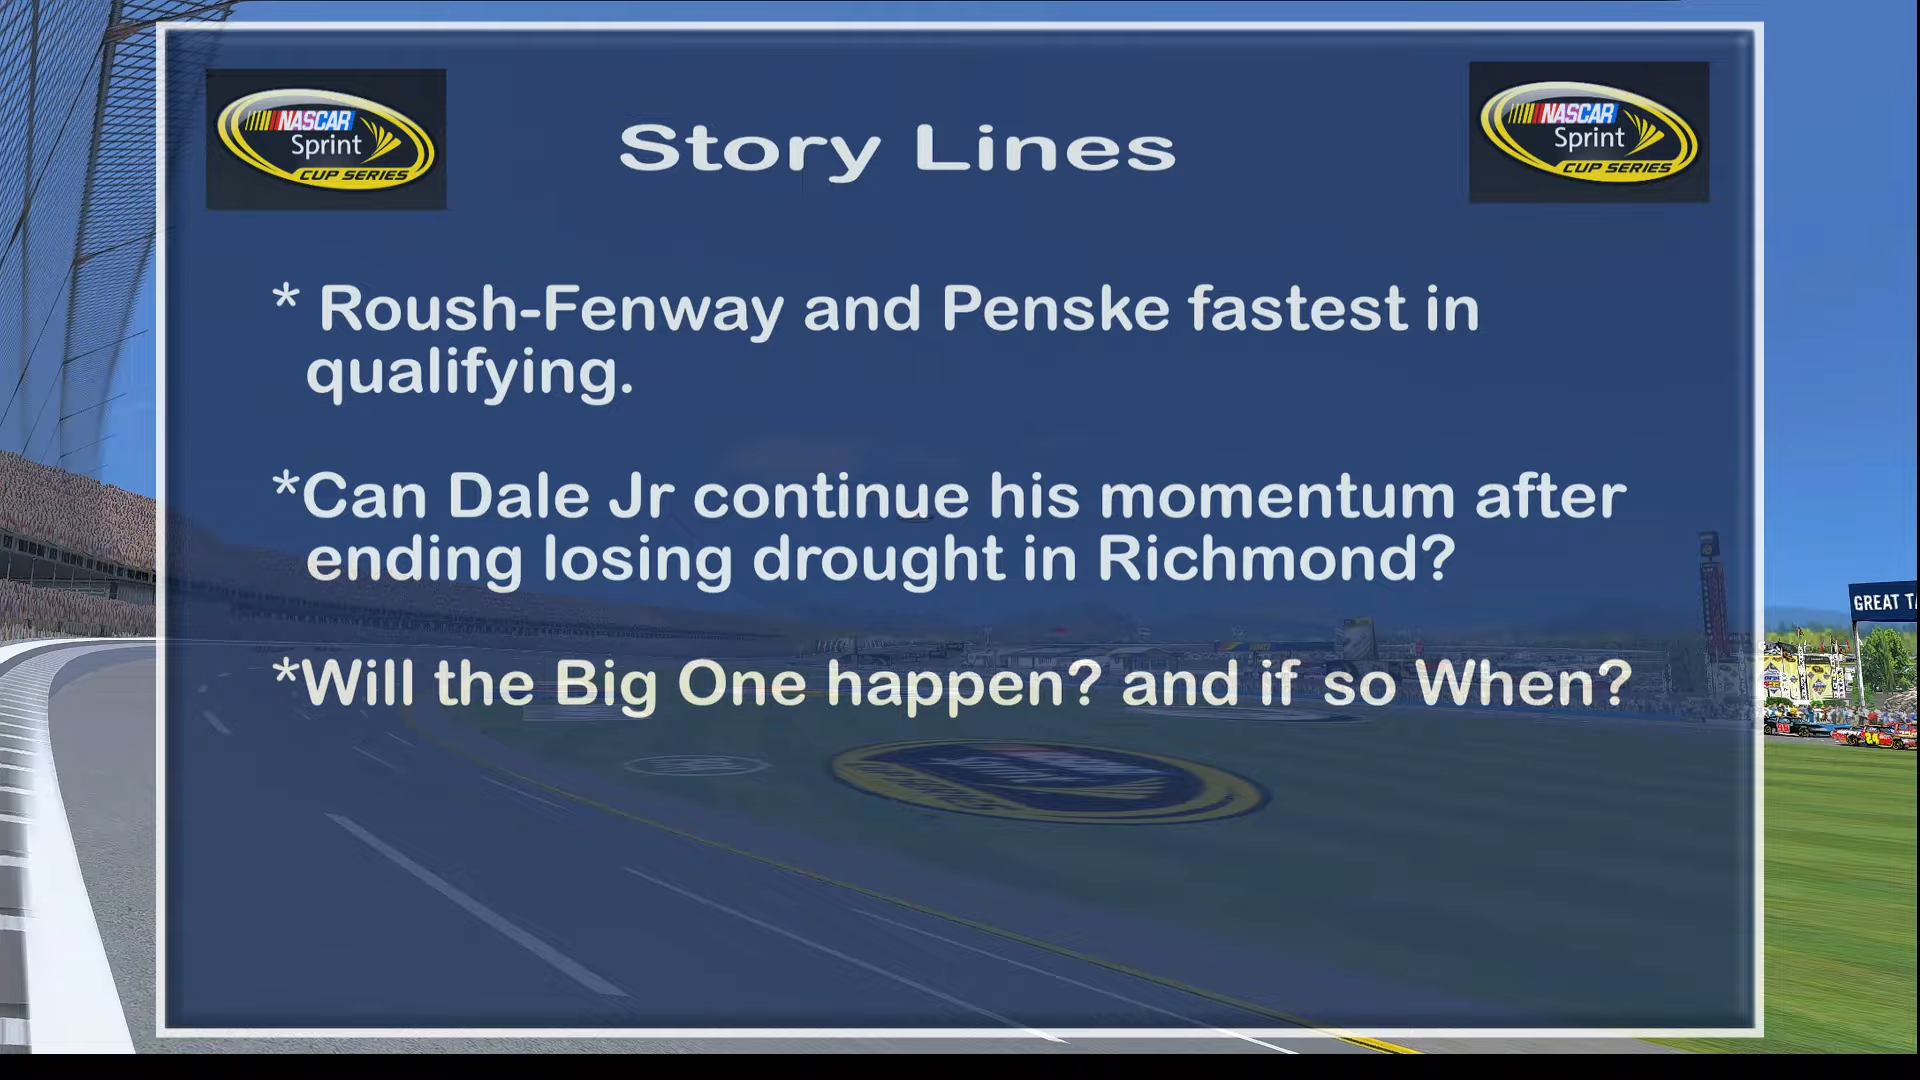 NASCAR
Sprint
CUP SERIES
Story Lines
NASCAR
Sprint
CUP SERIES
* Roush-Fenway and Penske fastest in
qualifying.
*Can Dale Jr continue his momentum after
ending losing drought in Richmond?
*Will the Big One happen? and if so When?
GREAT
24